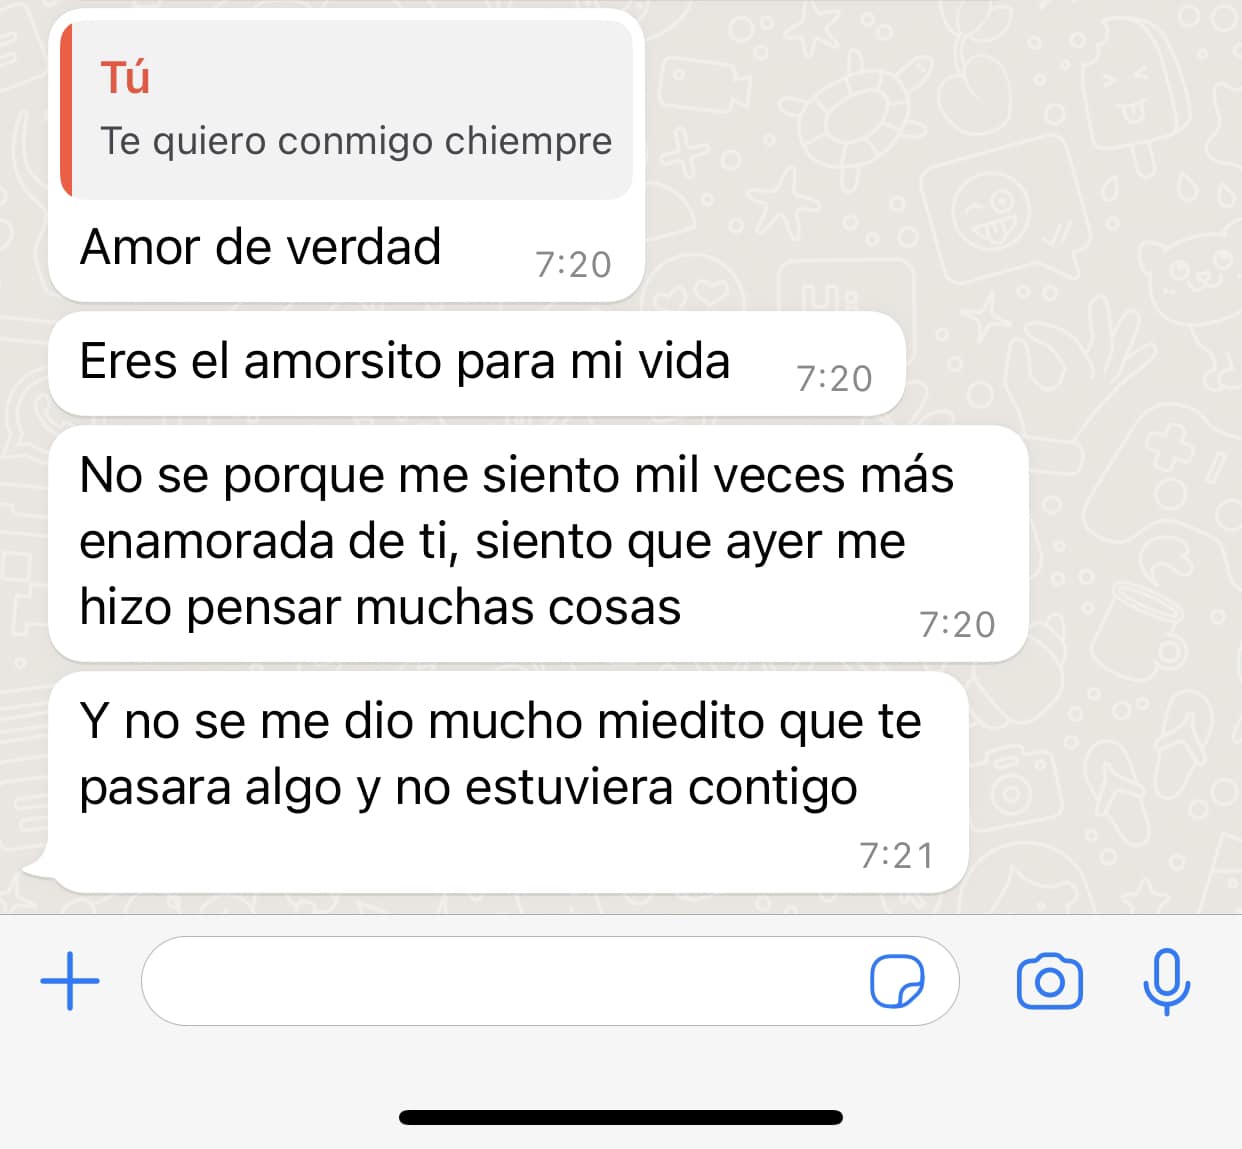 Tú
Te quiero conmigo chiempre
Amor de verdad
7:20
Eres el amorsito para mi vida
7:20
No se porque me siento mil veces más
enamorada de ti, siento que ayer me
hizo pensar muchas cosas
7:20
Y no se me dio mucho miedito que te
pasara algo y no estuviera contigo
7:21